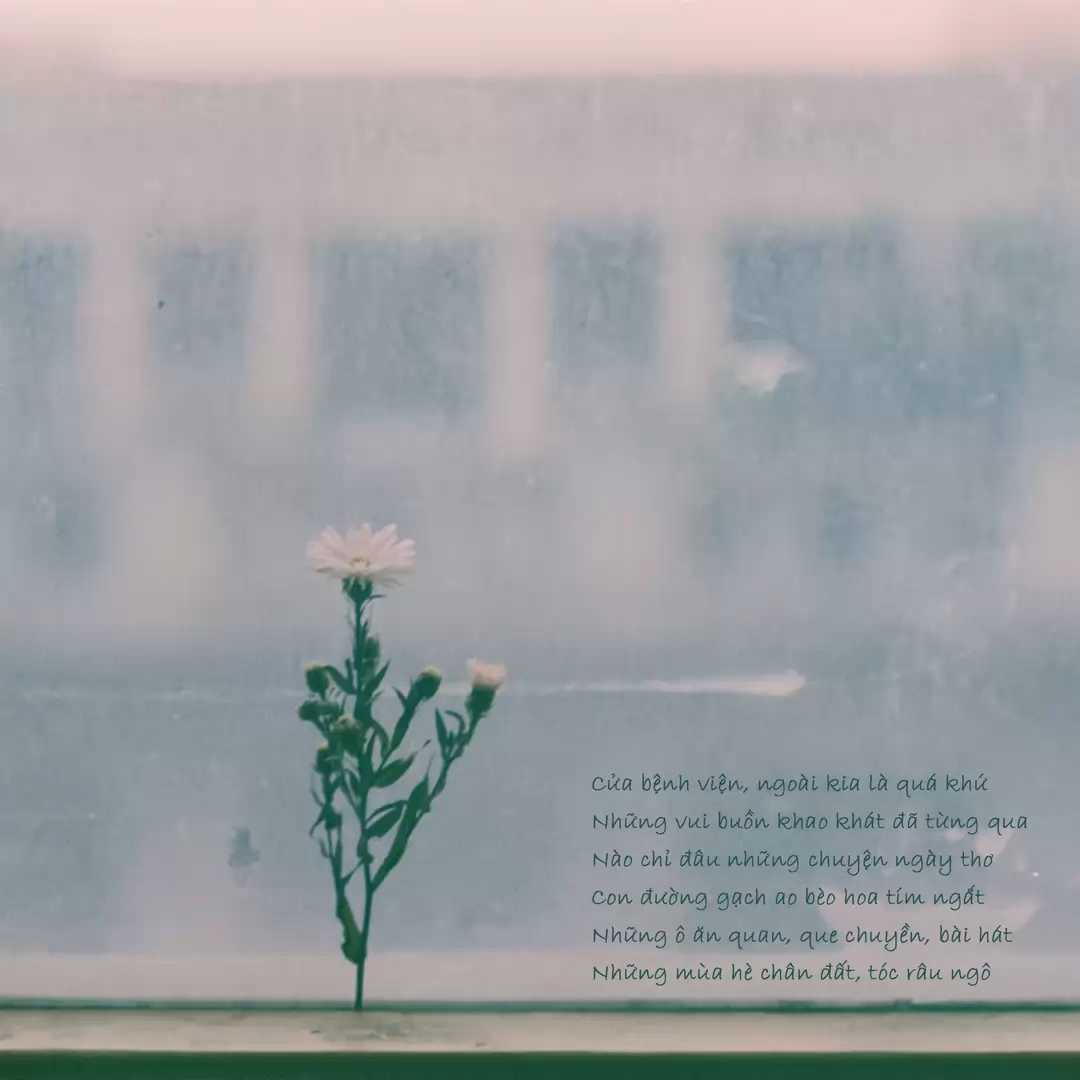 Cửa bệnh viện, ngoài kia là quá khứ
Những vui buồn khao khát đã từng qua
Nào chỉ đâu những chuyện ngày thơ
Con đường gạch ao bèo hoa tím ngắt
Những ô ăn quan, que chuyền, bài hát
Những mùa hè chân đất, tóc râu ngô